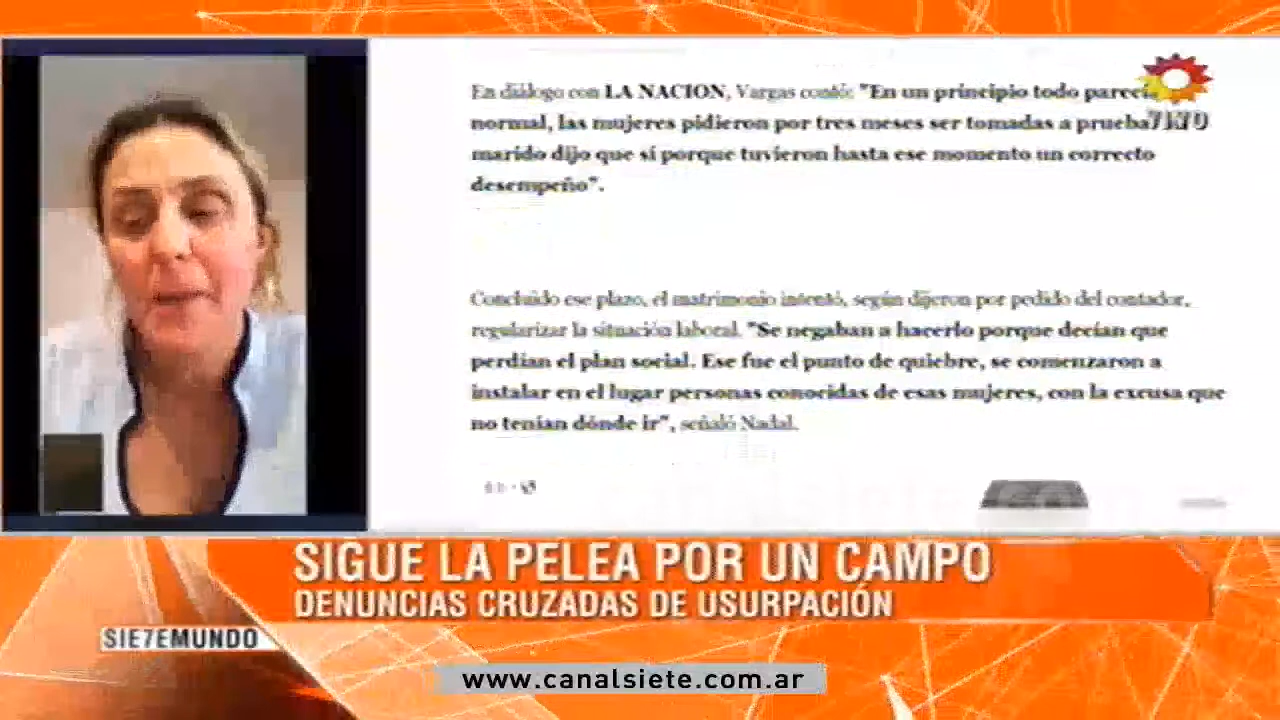 En diálogo con LA NACION, Vargas contó: "En un principio todo parecí
normal, las mujeres pidieron por tres meses ser tomadas a prueba
marido dijo que sí porque tuvieron hasta ese momento un correcto
desempeño".
Concluido ese plazo, el matrimonio intentó, según dijeron por pedido del contador,
regularizar la situación laboral. "Se negaban a hacerlo porque decían que
perdían el plan social. Ese fue el punto de quiebre, se comenzaron a
instalar en el lugar personas conocidas de esas mujeres, con la excusa que
no tenían dónde ir", señaló Nadal.
SIGUE LA PELEA POR UN CAMPO
DENUNCIAS CRUZADAS DE USURPACIÓN
SIE7EMUNDO
www.canalsiete.com.ar